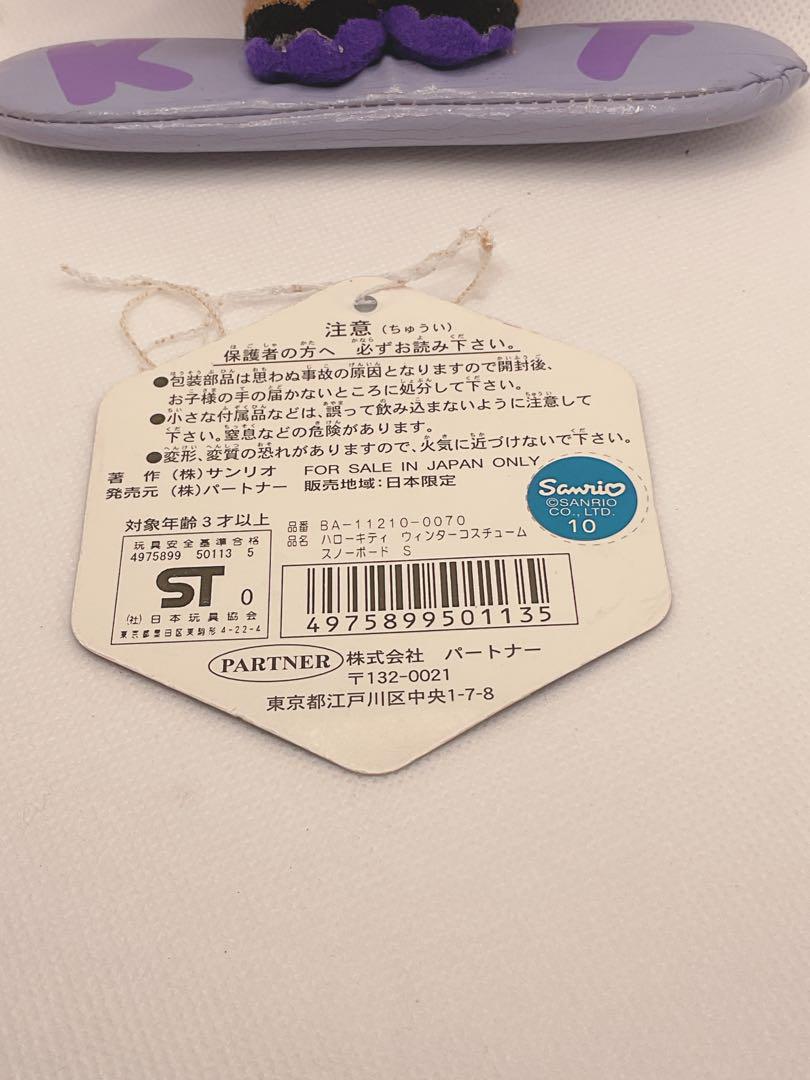 K T
注意（ちゅうい）
保護者の方へ 必ずお読み下さい。
●包装部品は思わぬ事故の原因となりますので開封後、
お子様の手の届かないところに処分して下さい。
●小さな付属品などは、誤って飲み込まないように注意して
下さい。窒息などの危険があります。
●変形、変質の恐れがありますので、火気に近づけないで下さい。
著 作 （株）サンリオ FOR SALE IN JAPAN ONLY
発売元 （株）パートナー 販売地域：日本限定
Sanrio
©SANRIO
CO., LTD.
10
対象年齢3才以上
玩具安全基準合格
4975899 50113 5
ST 0
（社）日本玩具協会
東京都墨田区東駒形4-22-4
品番 BA-11210-0070
品名 ハローキティ ウィンターコスチューム
スノーボード S
4975899501135
PARTNER 株式会社 パートナー
〒132-0021
東京都江戸川区中央1-7-8